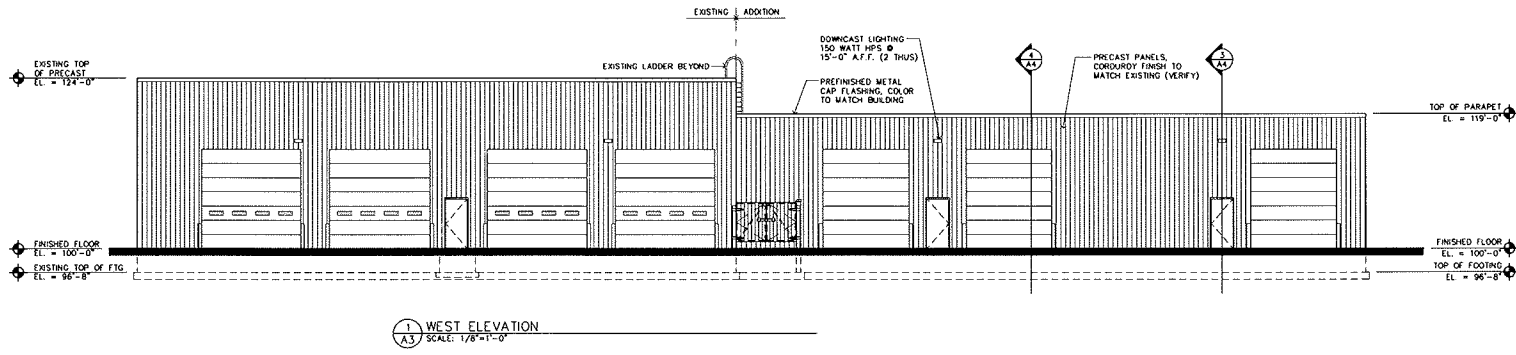 EXISTING ADDITION
EXISTING TOP
OF PRECAST
EL. = 124'-0"
EXISTING LADDER BEYOND
DOWNCAST LIGHTING
150 WATT HPS @
15'-0" A.F.F. (2 THUS)
PREFINISHED METAL
CAP FLASHING, COLOR
TO MATCH BUILDING
4
A4
PRECAST PANELS,
CORDUROY FINISH TO
MATCH EXISTING (VERIFY)
3
A4
TOP OF PARAPET
EL. = 119'-0"
FINISHED FLOOR
EL. = 100'-0"
EXISTING TOP OF FTG
EL. = 96'-8"
FINISHED FLOOR
EL. = 100'-0"
TOP OF FOOTING
EL. = 96'-8"
1
A3
WEST ELEVATION
SCALE: 1/8"=1'-0"